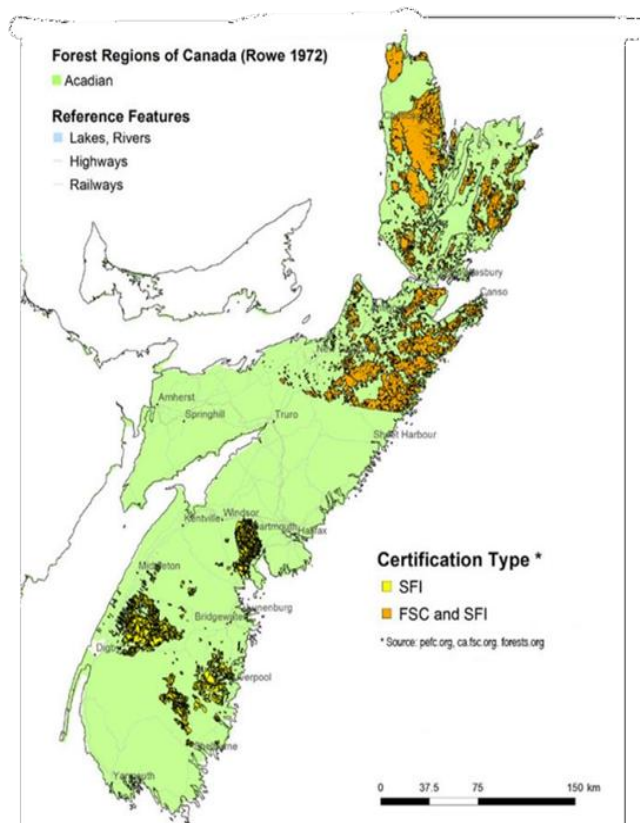 Forest Regions of Canada (Rowe 1972)
Acadian
Reference Features
Lakes, Rivers
Highways
Railways
Canso
Amherst
Springhill
Truro
Harbour
Kentville
Windsor
Dartmouth
Halifax
Middleton
Bridgewater
Lunenburg
Digby
Liverpool
Shelburne
Yarmouth
Certification Type *
SFI
FSC and SFI
* Source: pefc.org, ca.fsc.org. forests.org
0 37.5 75 150 km